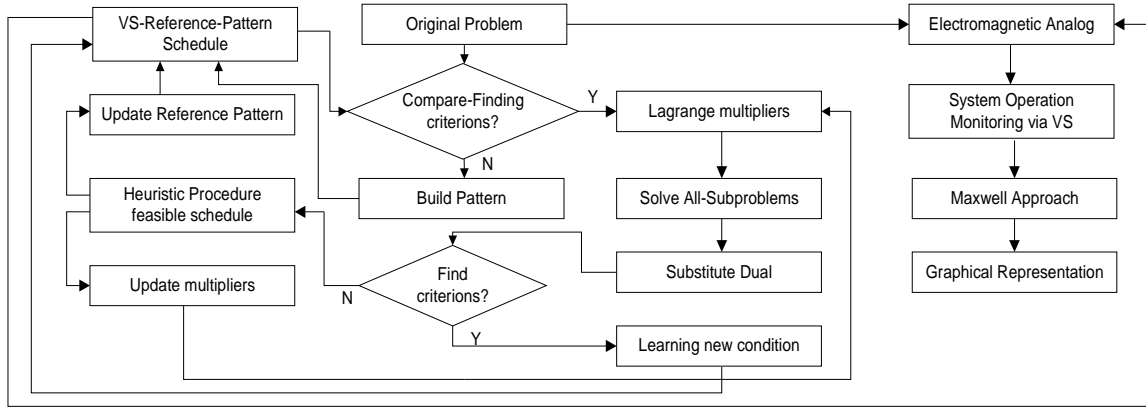 VS-Reference-Pattern
Schedule
Original Problem
Electromagnetic Analog
Update Reference Pattern
Compare-Finding
criterions?
Y
Lagrange multipliers
System Operation
Monitoring via VS
N
Heuristic Procedure
feasible schedule
Build Pattern
Solve All-Subproblems
Maxwell Approach
Update multipliers
N
Find
criterions?
Substitute Dual
Graphical Representation
Y
Learning new condition